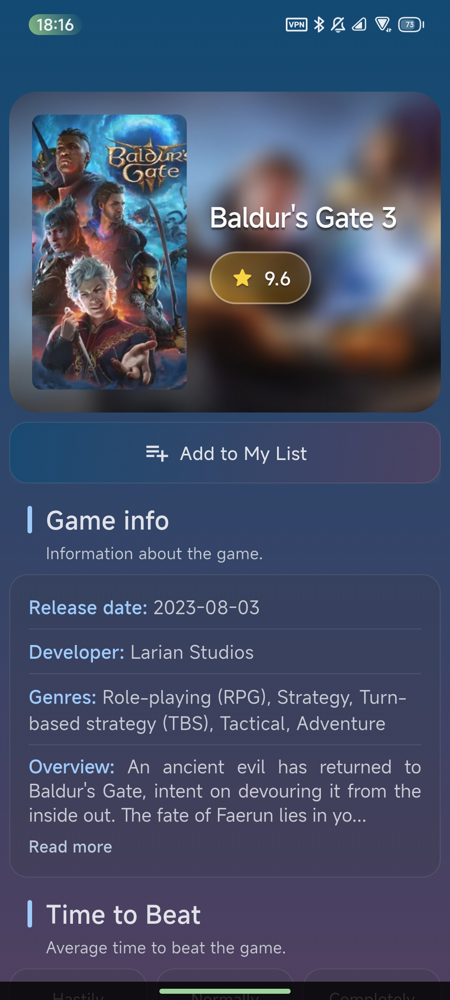 18:16
VPN
73
Baldur's
Gate
III
Baldur's Gate 3
9.6
Add to My List
Game info
Information about the game.
Release date: 2023-08-03
Developer: Larian Studios
Genres: Role-playing (RPG), Strategy, Turn-
based strategy (TBS), Tactical, Adventure
Overview: An ancient evil has returned to
Baldur's Gate, intent on devouring it from the
inside out. The fate of Faerun lies in yo...
Read more
Time to Beat
Average time to beat the game.
Hastily
Normally
Completely